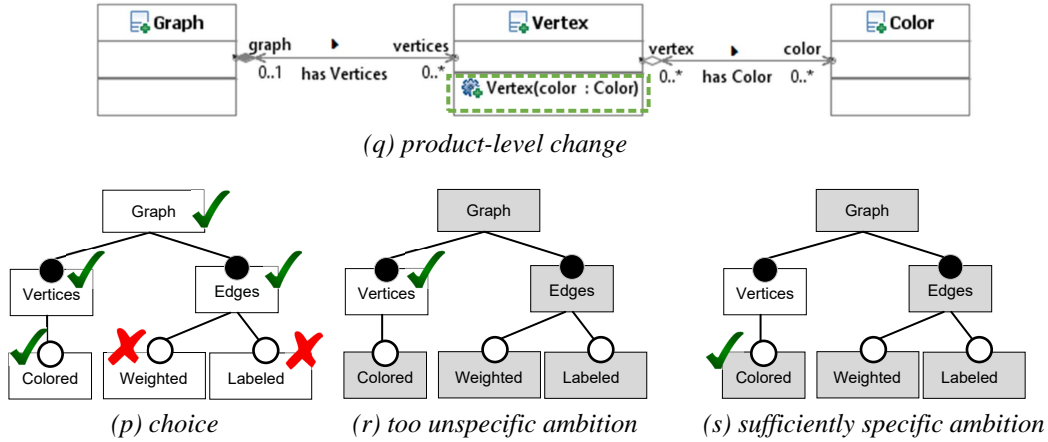 Graph
Vertex
Color
graph
vertices
vertex
color
0..1
has Vertices
0..*
0..*
has Color
0..*
Vertex(color : Color)
(q) product-level change
Graph
Vertices
Edges
Colored
Weighted
Labeled
(p) choice
Graph
Vertices
Edges
Colored
Weighted
Labeled
(r) too unspecific ambition
Graph
Vertices
Edges
Colored
Weighted
Labeled
(s) sufficiently specific ambition